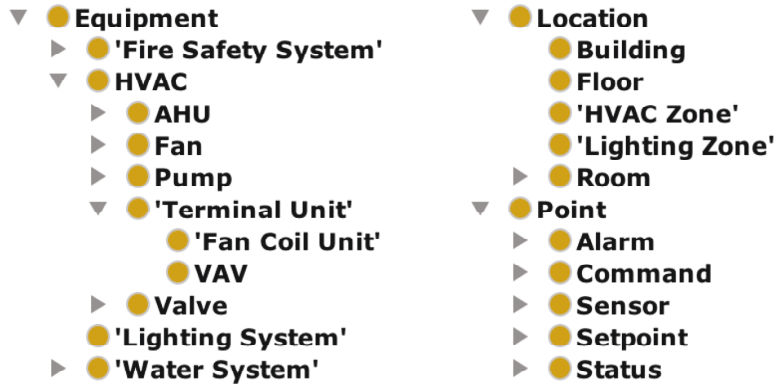 Equipment
'Fire Safety System'
HVAC
AHU
Fan
Pump
'Terminal Unit'
'Fan Coil Unit'
VAV
Valve
'Lighting System'
'Water System'
Location
Building
Floor
'HVAC Zone'
'Lighting Zone'
Room
Point
Alarm
Command
Sensor
Setpoint
Status